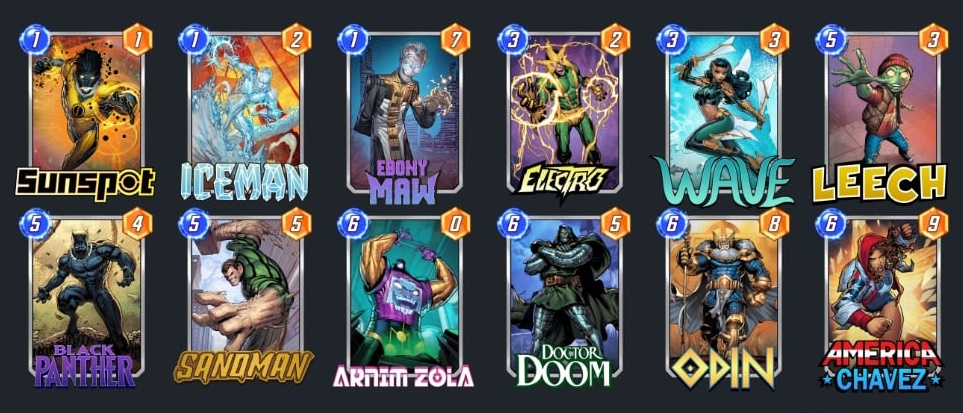 1 1
Sunspot
1 2
ICEMAN
1 7
EBONY
MAW
3 2
ELECTRO
3 3
WAVE
5 3
LEECH
5 4
BLACK
PANTHER
5 5
SANDMAN
6 0
ARNIM ZOLA
6 5
DOCTOR
DOOM
6 8
ODIN
6 9
AMERICA
CHAVEZ